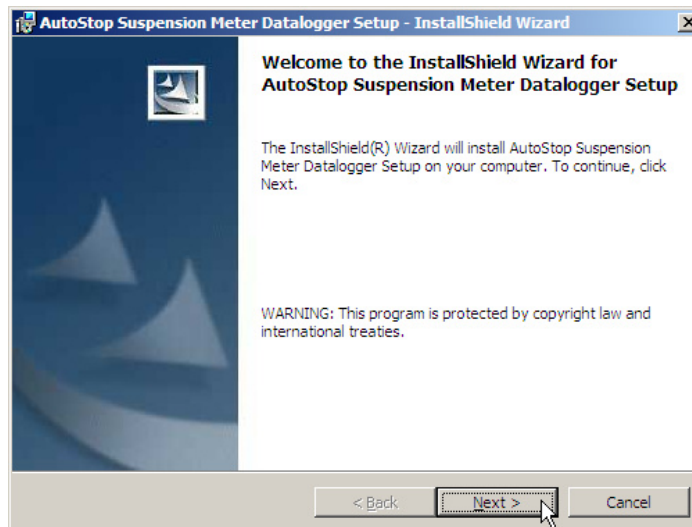 AutoStop Suspension Meter Datalogger Setup - InstallShield Wizard
Welcome to the InstallShield Wizard for
AutoStop Suspension Meter Datalogger Setup
The InstallShield(R) Wizard will install AutoStop Suspension
Meter Datalogger Setup on your computer. To continue, click
Next.
WARNING: This program is protected by copyright law and
international treaties.
< Back
Next >
Cancel